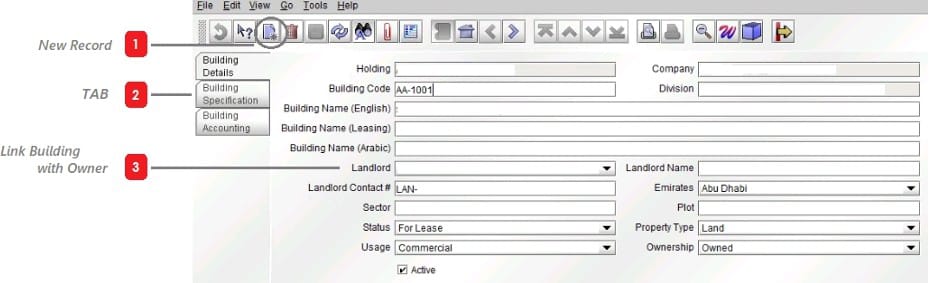 File Edit View Go Tools Help
New Record 1
Building
Details
TAB 2
Building
Specification
Building
Accounting
Link Building
with Owner 3
Holding Company
Building Code AA-1001 Division
Building Name (English)
Building Name (Leasing)
Building Name (Arabic)
Landlord Landlord Name
Landlord Contact # LAN- Emirates Abu Dhabi
Sector Plot
Status For Lease Property Type Land
Usage Commercial Ownership Owned
Active